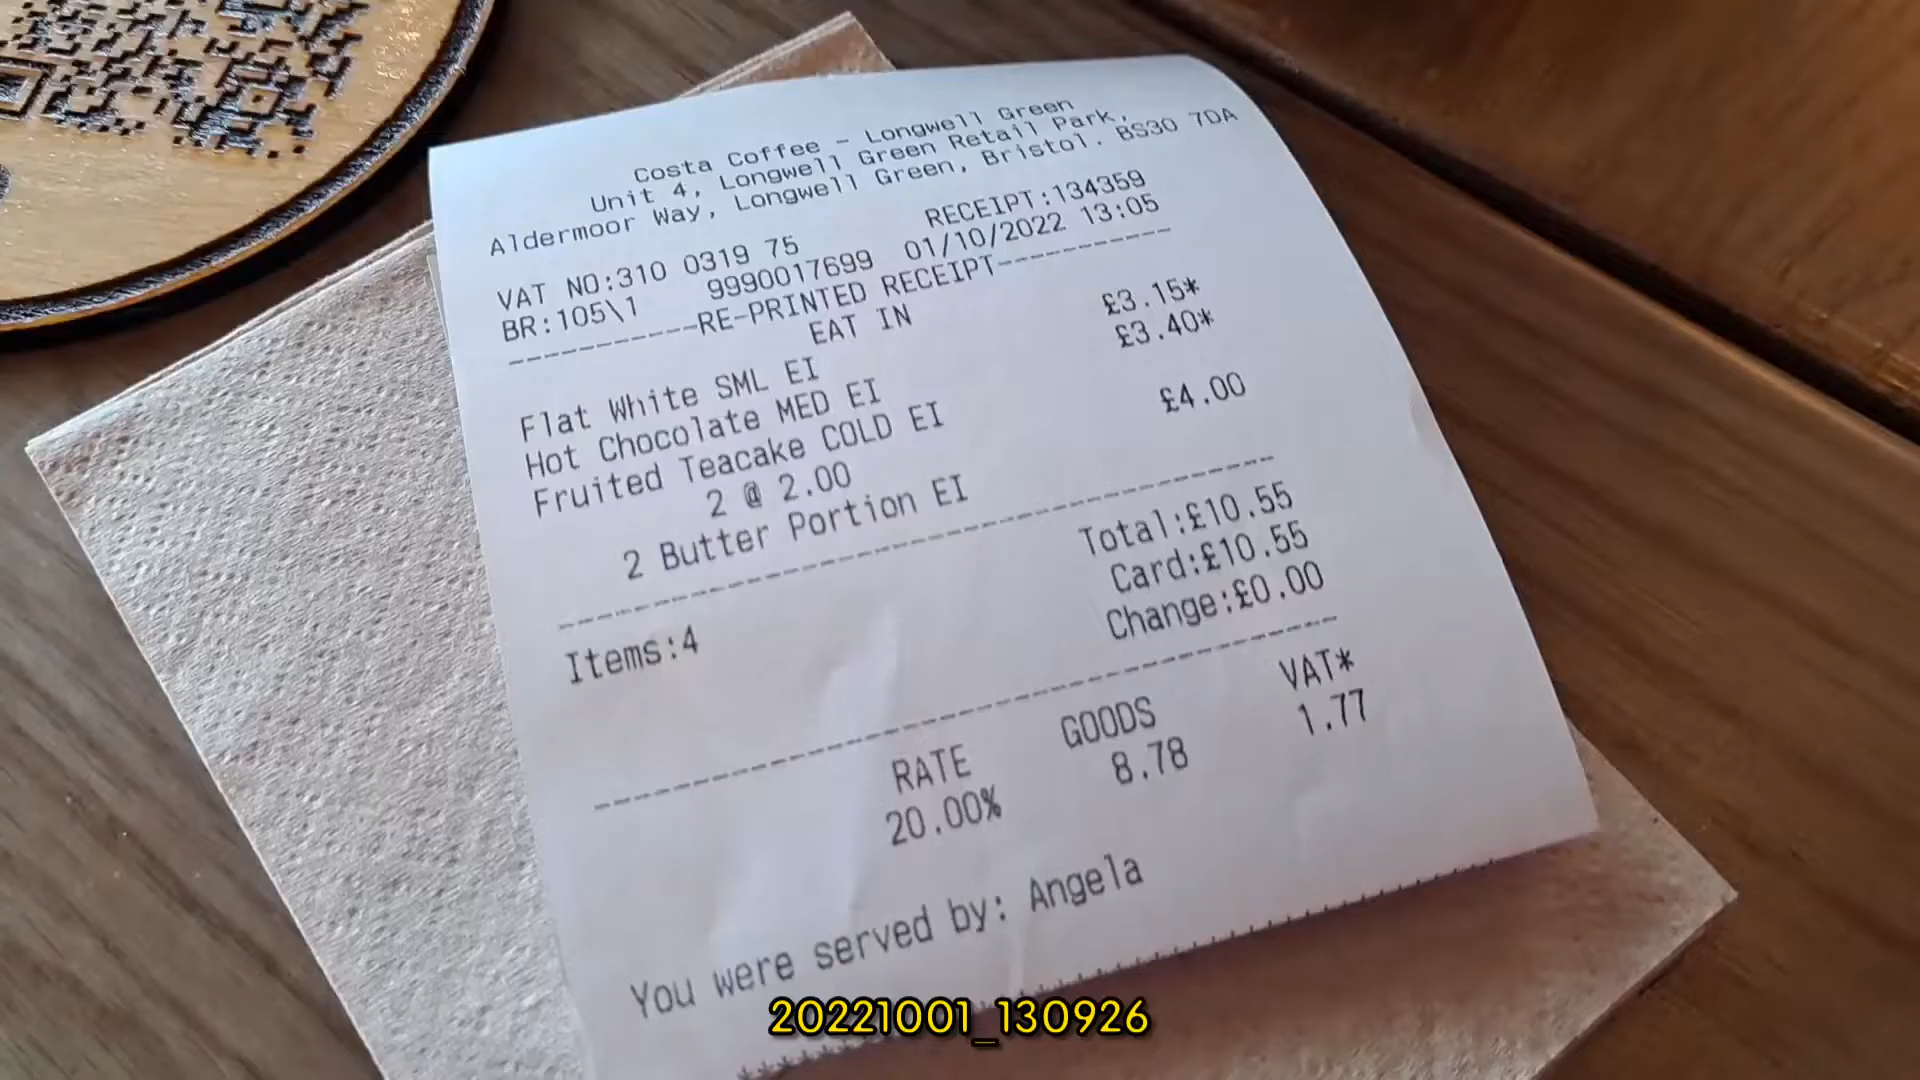 Costa Coffee - Longwell Green
Unit 4, Longwell Green Retail Park,
Aldermoor Way, Longwell Green, Bristol. BS30 7DA
RECEIPT:134359
VAT NO:310 0319 75
BR:105\1 9990017699 01/10/2022 13:05
-----------RE-PRINTED RECEIPT-----------
EAT IN
Flat White SML EI £3.15*
Hot Chocolate MED EI £3.40*
Fruited Teacake COLD EI
2 @ 2.00 £4.00
2 Butter Portion EI
Total:£10.55
Card:£10.55
Items:4 Change:£0.00
RATE GOODS VAT*
20.00% 8.78 1.77
You were served by: Angela
20221001_130926